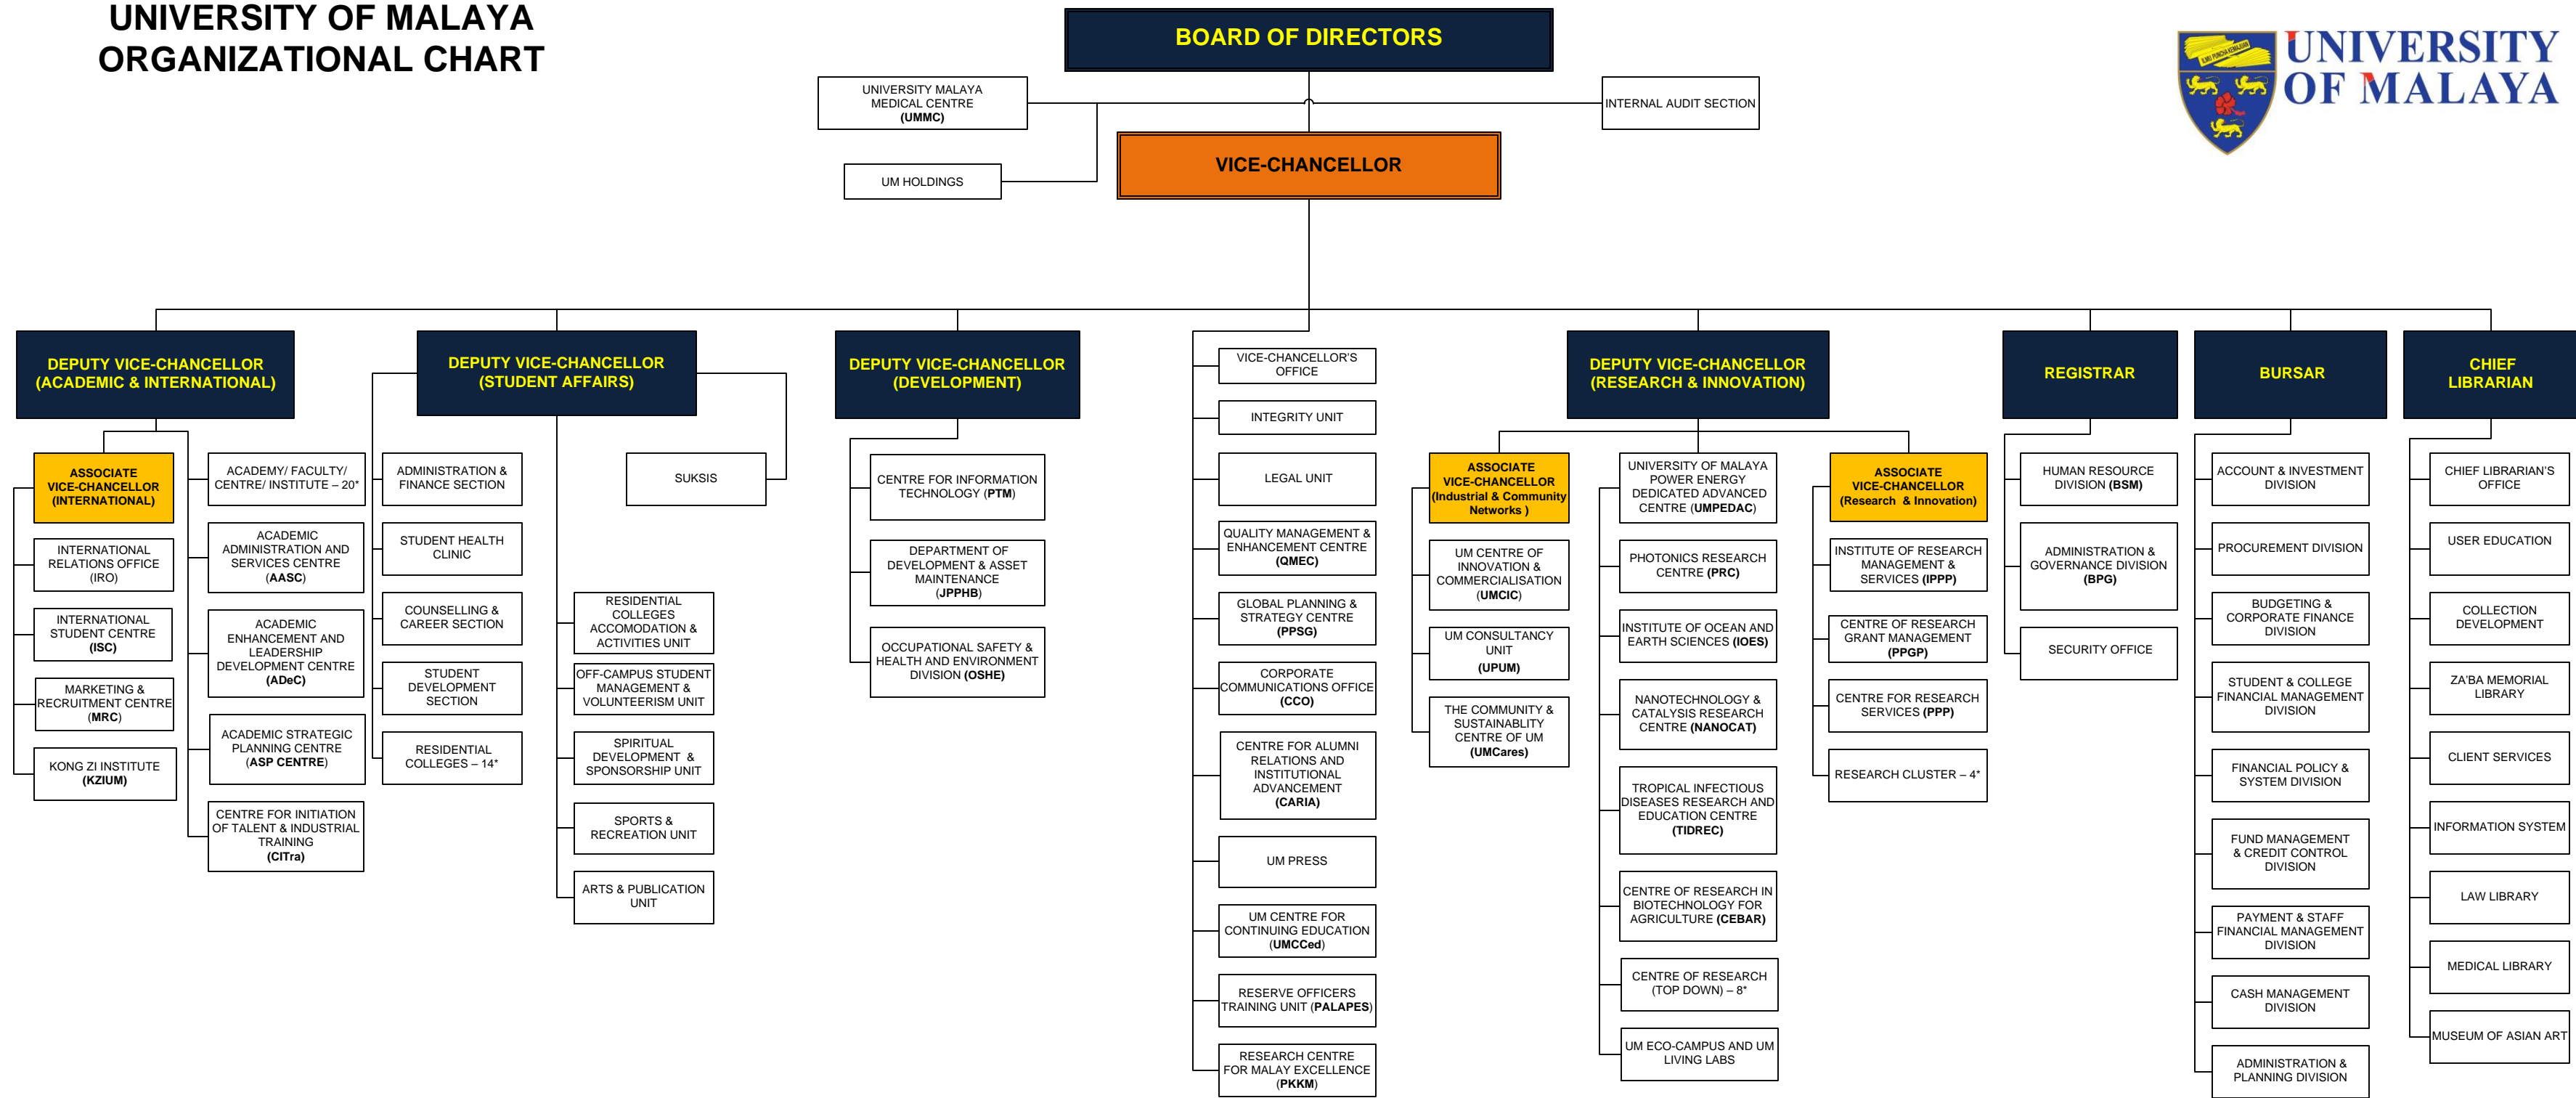 UNIVERSITY OF MALAYA
ORGANIZATIONAL CHART
BOARD OF DIRECTORS
ILMU PUNCHA KEMAJUAN
UNIVERSITY
OF MALAYA
UNIVERSITY MALAYA
MEDICAL CENTRE
(UMMC)
INTERNAL AUDIT SECTION
VICE-CHANCELLOR
UM HOLDINGS
DEPUTY VICE-CHANCELLOR
(ACADEMIC & INTERNATIONAL)
ASSOCIATE
VICE-CHANCELLOR
(INTERNATIONAL)
INTERNATIONAL
RELATIONS OFFICE
(IRO)
INTERNATIONAL
STUDENT CENTRE
(ISC)
MARKETING &
RECRUITMENT CENTRE
(MRC)
KONG ZI INSTITUTE
(KZIUM)
ACADEMY/ FACULTY/
CENTRE/ INSTITUTE – 20*
ACADEMIC
ADMINISTRATION AND
SERVICES CENTRE
(AASC)
ACADEMIC
ENHANCEMENT AND
LEADERSHIP
DEVELOPMENT CENTRE
(ADeC)
ACADEMIC STRATEGIC
PLANNING CENTRE
(ASP CENTRE)
CENTRE FOR INITIATION
OF TALENT & INDUSTRIAL
TRAINING
(CITra)
DEPUTY VICE-CHANCELLOR
(STUDENT AFFAIRS)
ADMINISTRATION &
FINANCE SECTION
STUDENT HEALTH
CLINIC
COUNSELLING &
CAREER SECTION
STUDENT
DEVELOPMENT
SECTION
RESIDENTIAL
COLLEGES – 14*
RESIDENTIAL
COLLEGES
ACCOMODATION &
ACTIVITIES UNIT
OFF-CAMPUS STUDENT
MANAGEMENT &
VOLUNTEERISM UNIT
SPIRITUAL
DEVELOPMENT &
SPONSORSHIP UNIT
SPORTS &
RECREATION UNIT
ARTS & PUBLICATION
UNIT
SUKSIS
DEPUTY VICE-CHANCELLOR
(DEVELOPMENT)
CENTRE FOR INFORMATION
TECHNOLOGY (PTM)
DEPARTMENT OF
DEVELOPMENT & ASSET
MAINTENANCE
(JPPHB)
OCCUPATIONAL SAFETY &
HEALTH AND ENVIRONMENT
DIVISION (OSHE)
VICE-CHANCELLOR'S
OFFICE
INTEGRITY UNIT
LEGAL UNIT
QUALITY MANAGEMENT &
ENHANCEMENT CENTRE
(QMEC)
GLOBAL PLANNING &
STRATEGY CENTRE
(PPSG)
CORPORATE
COMMUNICATIONS OFFICE
(CCO)
CENTRE FOR ALUMNI
RELATIONS AND
INSTITUTIONAL
ADVANCEMENT
(CARIA)
UM PRESS
UM CENTRE FOR
CONTINUING EDUCATION
(UMCCed)
RESERVE OFFICERS
TRAINING UNIT (PALAPES)
RESEARCH CENTRE
FOR MALAY EXCELLENCE
(PKKM)
DEPUTY VICE-CHANCELLOR
(RESEARCH & INNOVATION)
ASSOCIATE
VICE-CHANCELLOR
(Industrial & Community
Networks )
UM CENTRE OF
INNOVATION &
COMMERCIALISATION
(UMCIC)
UM CONSULTANCY
UNIT
(UPUM)
THE COMMUNITY &
SUSTAINABLITY
CENTRE OF UM
(UMCares)
UNIVERSITY OF MALAYA
POWER ENERGY
DEDICATED ADVANCED
CENTRE (UMPEDAC)
PHOTONICS RESEARCH
CENTRE (PRC)
INSTITUTE OF OCEAN AND
EARTH SCIENCES (IOES)
NANOTECHNOLOGY &
CATALYSIS RESEARCH
CENTRE (NANOCAT)
TROPICAL INFECTIOUS
DISEASES RESEARCH AND
EDUCATION CENTRE
(TIDREC)
CENTRE OF RESEARCH IN
BIOTECHNOLOGY FOR
AGRICULTURE (CEBAR)
CENTRE OF RESEARCH
(TOP DOWN) – 8*
UM ECO-CAMPUS AND UM
LIVING LABS
ASSOCIATE
VICE-CHANCELLOR
(Research & Innovation)
INSTITUTE OF RESEARCH
MANAGEMENT &
SERVICES (IPPP)
CENTRE OF RESEARCH
GRANT MANAGEMENT
(PPGP)
CENTRE FOR RESEARCH
SERVICES (PPP)
RESEARCH CLUSTER – 4*
REGISTRAR
HUMAN RESOURCE
DIVISION (BSM)
ADMINISTRATION &
GOVERNANCE DIVISION
(BPG)
SECURITY OFFICE
BURSAR
ACCOUNT & INVESTMENT
DIVISION
PROCUREMENT DIVISION
BUDGETING &
CORPORATE FINANCE
DIVISION
STUDENT & COLLEGE
FINANCIAL MANAGEMENT
DIVISION
FINANCIAL POLICY &
SYSTEM DIVISION
FUND MANAGEMENT
& CREDIT CONTROL
DIVISION
PAYMENT & STAFF
FINANCIAL MANAGEMENT
DIVISION
CASH MANAGEMENT
DIVISION
ADMINISTRATION &
PLANNING DIVISION
CHIEF
LIBRARIAN
CHIEF LIBRARIAN'S
OFFICE
USER EDUCATION
COLLECTION
DEVELOPMENT
ZA'BA MEMORIAL
LIBRARY
CLIENT SERVICES
INFORMATION SYSTEM
LAW LIBRARY
MEDICAL LIBRARY
MUSEUM OF ASIAN ART